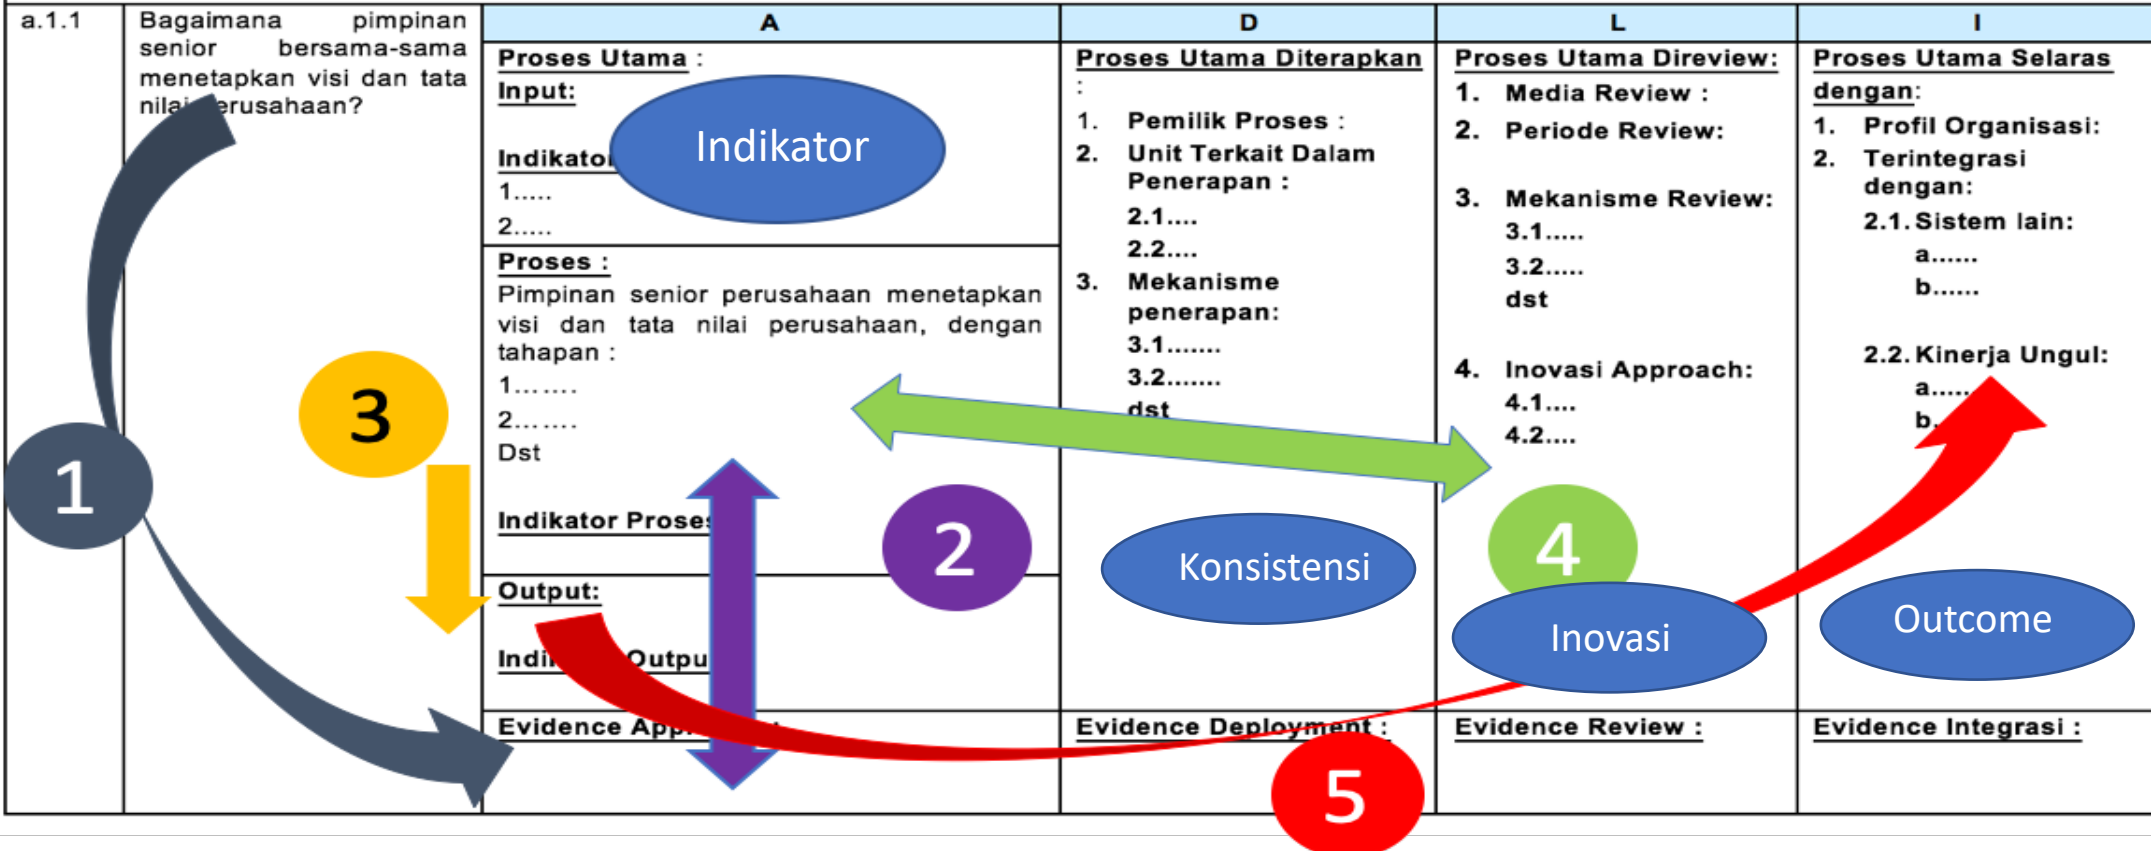 a.1.1
Bagaimana pimpinan
senior bersama-sama
menetapkan visi dan tata
perusahaan?
A
Proses Utama :
Input:
Indikator
1.....
2.....
Indikator
Proses :
Pimpinan senior perusahaan menetapkan
visi dan tata nilai perusahaan, dengan
tahapan :
1.......
2.......
Dst
Indikator Proses
Output:
Outpu
Evidence
D
Proses Utama Diterapkan
:
1. Pemilik Proses :
2. Unit Terkait Dalam
Penerapan :
2.1....
2.2....
3. Mekanisme
penerapan:
3.1.......
3.2.......
dst
Konsistensi
Evidence Deployment :
L
Proses Utama Direview:
1. Media Review :
2. Periode Review:
3. Mekanisme Review:
3.1.....
3.2.....
dst
4. Inovasi Approach:
4.1....
4.2....
Inovasi
Evidence Review :
I
Proses Utama Selaras
dengan:
1. Profil Organisasi:
2. Terintegrasi
dengan:
2.1. Sistem lain:
a......
b......
2.2. Kinerja Ungul:
a.....
b.
Outcome
Evidence Integrasi :
1
3
2
4
5